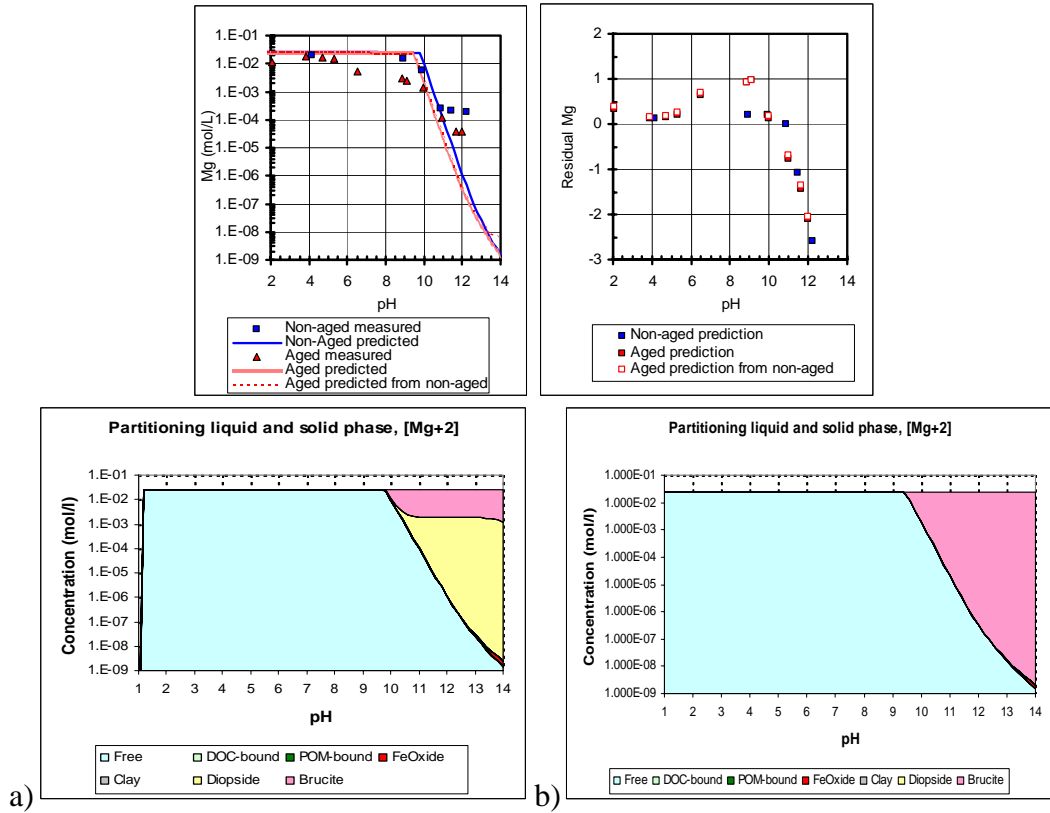 1.E-01
1.E-02
1.E-03
1.E-04
1.E-05
1.E-06
1.E-07
1.E-08
1.E-09
Mg (mol/L)
2 4 6 8 10 12 14
pH
Non-aged measured
Non-Aged predicted
Aged measured
Aged predicted
Aged predicted from non-aged
2
1
0
-1
-2
-3
Residual Mg
2 4 6 8 10 12 14
pH
Non-aged prediction
Aged prediction
Aged prediction from non-aged
a)
Partitioning liquid and solid phase, [Mg+2]
1.E-01
1.E-02
1.E-03
1.E-04
1.E-05
1.E-06
1.E-07
1.E-08
1.E-09
Concentration (mol/l)
1 2 3 4 5 6 7 8 9 10 11 12 13 14
pH
Free DOC-bound POM-bound FeOxide
Clay Diopside Brucite
b)
Partitioning liquid and solid phase, [Mg+2]
1.000E-01
1.000E-02
1.000E-03
1.000E-04
1.000E-05
1.000E-06
1.000E-07
1.000E-08
1.000E-09
Concentration (mol/l)
1 2 3 4 5 6 7 8 9 10 11 12 13 14
pH
Free DOC-bound POM-bound FeOxide Clay Diopside Brucite